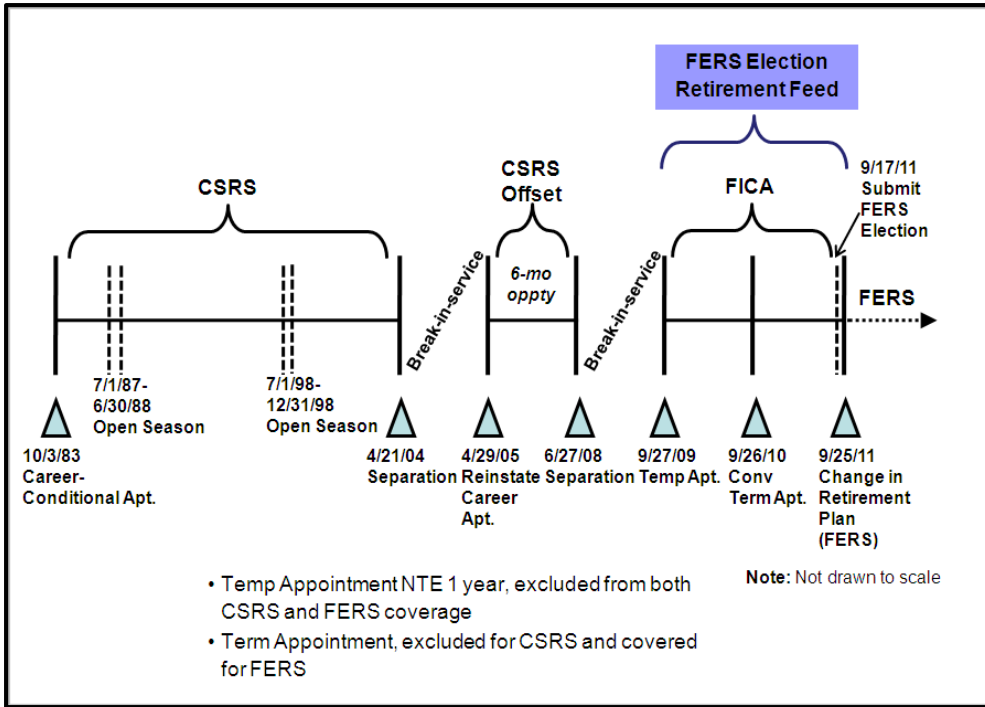 FERS Election
Retirement Feed
CSRS
CSRS
Offset
FICA
9/17/11
Submit
FERS
Election
Break-in-service
6-mo
oppty
Break-in-service
FERS
7/1/87-
6/30/88
Open Season
7/1/98-
12/31/98
Open Season
10/3/83
Career-
Conditional Apt.
4/21/04
Separation
4/29/05
Reinstate
Career
Apt.
6/27/08
Separation
9/27/09
Temp Apt.
9/26/10
Conv
Term Apt.
9/25/11
Change in
Retirement
Plan
(FERS)
Note: Not drawn to scale
• Temp Appointment NTE 1 year, excluded from both
CSRS and FERS coverage
• Term Appointment, excluded for CSRS and covered
for FERS